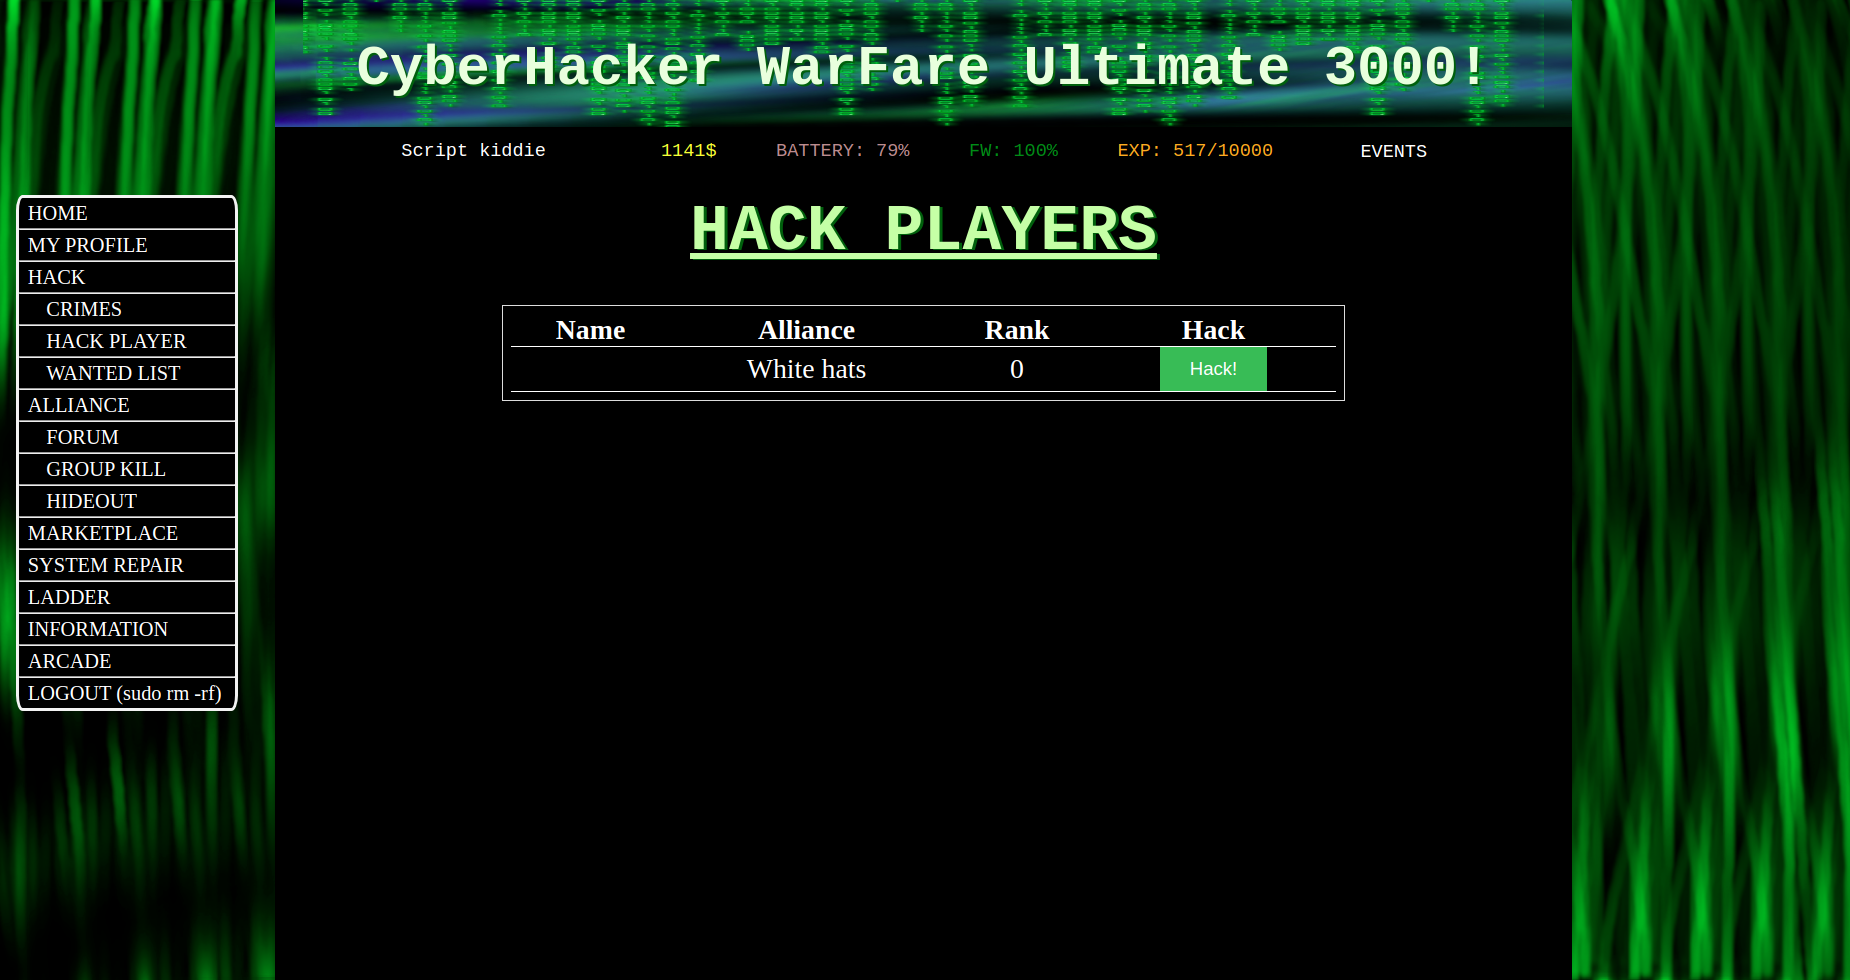 CyberHacker WarFare Ultimate 3000!
Script kiddie 1141$ BATTERY: 79% FW: 100% EXP: 517/10000 EVENTS
HOME
MY PROFILE
HACK
CRIMES
HACK PLAYER
WANTED LIST
ALLIANCE
FORUM
GROUP KILL
HIDEOUT
MARKETPLACE
SYSTEM REPAIR
LADDER
INFORMATION
ARCADE
LOGOUT (sudo rm -rf)
HACK PLAYERS
Name Alliance Rank Hack
White hats 0 Hack!